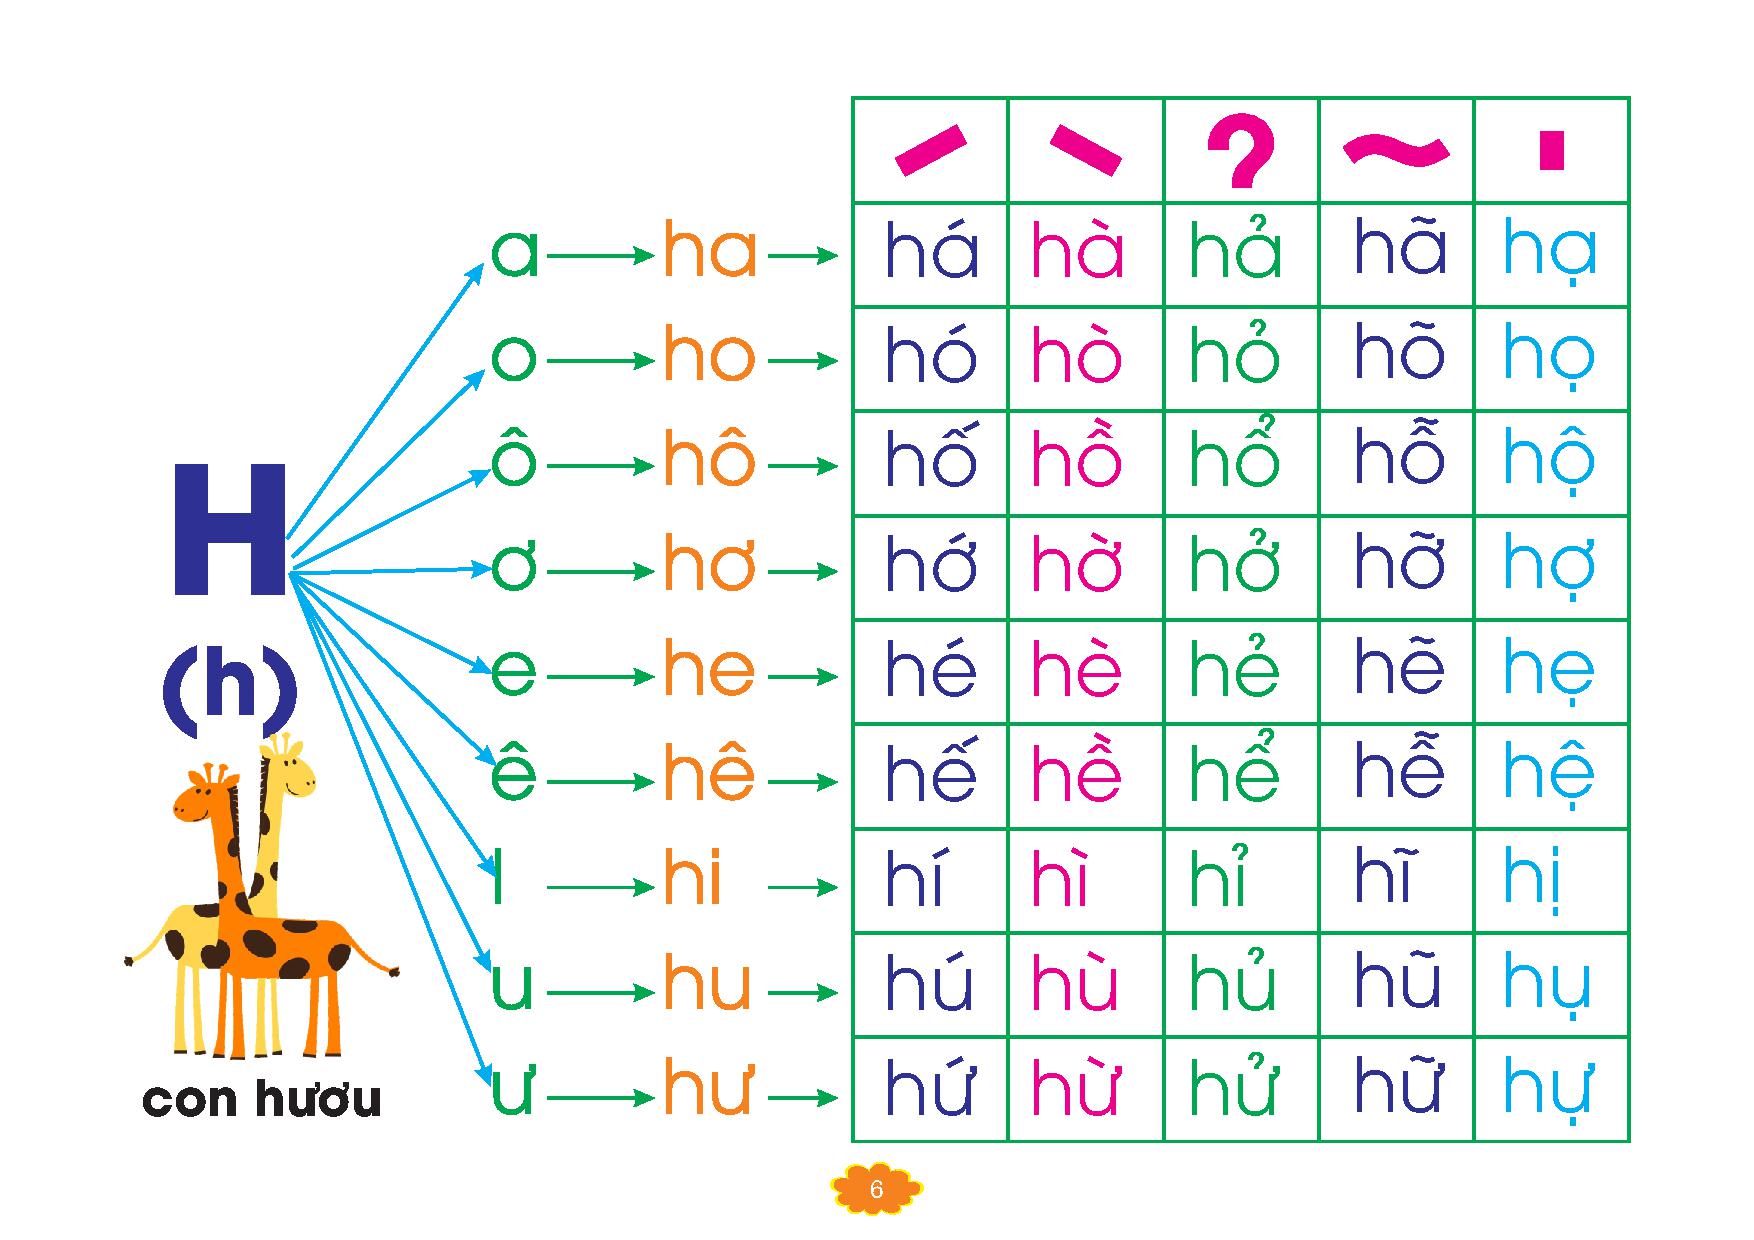 ´ ` ? ~ .
a ha há hà hả hã hạ
o ho hó hò hỏ hõ họ
ô hô hố hồ hổ hỗ hộ
ơ hơ hớ hờ hở hỡ hợ
e he hé hè hẻ hẽ hẹ
ê hê hế hề hể hễ hệ
I hi hí hì hỉ hĩ hị
u hu hú hù hủ hũ hụ
ư hư hứ hừ hử hữ hự
H
(h)
con hươu
6